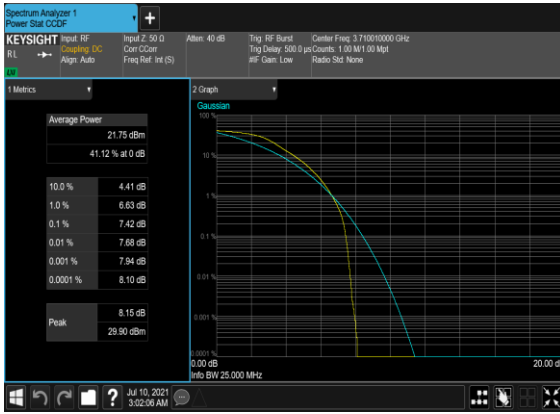 Spectrum Analyzer 1
Power Stat CCDF
+
KEYSIGHT
RL
Input: RF
Coupling: DC
Align: Auto
Input Z: 50 Ω
Corr CCorr
Freq Ref: Int (S)
Atten: 40 dB
Trig: RF Burst
Trig Delay: 500.0 µs
#IF Gain: Low
Center Freq: 3.710010000 GHz
Counts: 1.00 M/1.00 Mpt
Radio Std: None
1 Metrics
Average Power
21.75 dBm
41.12 % at 0 dB
10.0 % 4.41 dB
1.0 % 6.63 dB
0.1 % 7.42 dB
0.01 % 7.68 dB
0.001 % 7.94 dB
0.0001 % 8.10 dB
Peak
8.15 dB
29.90 dBm
2 Graph
Gaussian
100 %
10 %
1 %
0.1 %
0.01 %
0.001 %
0.0001 %
0.00 dB
20.00 d
Info BW 25.000 MHz
?
Jul 10, 2021
3:02:06 AM